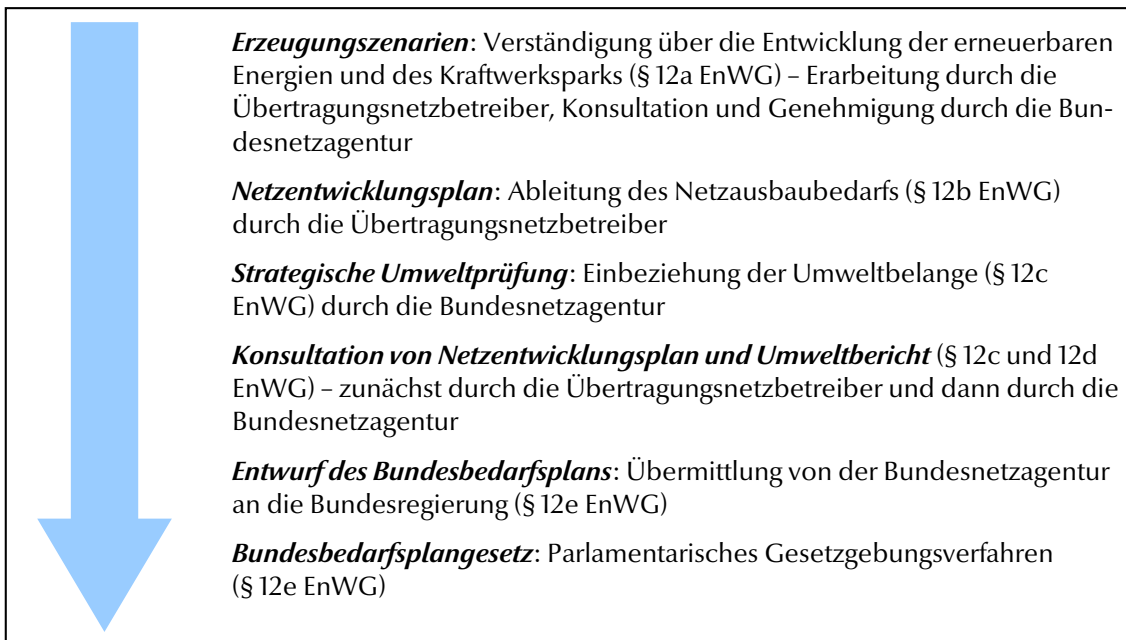 Erzeugungszenarien: Verständigung über die Entwicklung der erneuerbaren
Energien und des Kraftwerksparks (§ 12a EnWG) – Erarbeitung durch die
Übertragungsnetzbetreiber, Konsultation und Genehmigung durch die Bun-
desnetzagentur
Netzentwicklungsplan: Ableitung des Netzausbaubedarfs (§ 12b EnWG)
durch die Übertragungsnetzbetreiber
Strategische Umweltprüfung: Einbeziehung der Umweltbelange (§ 12c
EnWG) durch die Bundesnetzagentur
Konsultation von Netzentwicklungsplan und Umweltbericht (§ 12c und 12d
EnWG) – zunächst durch die Übertragungsnetzbetreiber und dann durch die
Bundesnetzagentur
Entwurf des Bundesbedarfsplans: Übermittlung von der Bundesnetzagentur
an die Bundesregierung (§ 12e EnWG)
Bundesbedarfsplangesetz: Parlamentarisches Gesetzgebungsverfahren
(§ 12e EnWG)